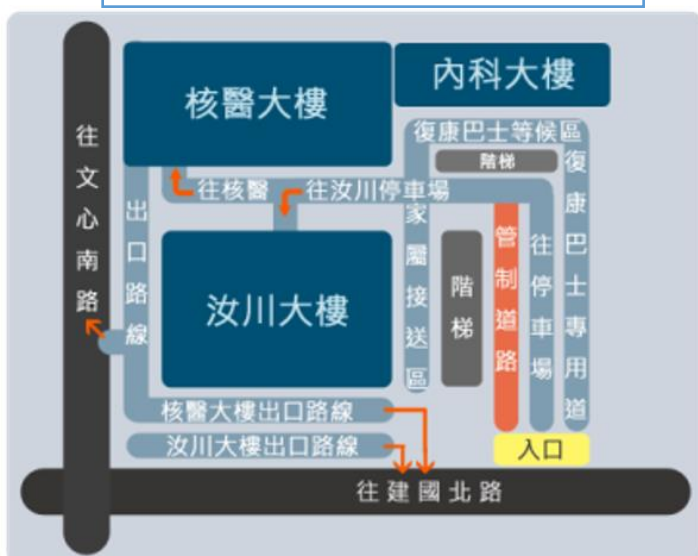 核醫大樓
內科大樓
往文心南路
復康巴士等候區
階梯
復康巴士專用道
往核醫
往汝川停車場
出口路線
家屬接送區
管制道路
往停車場
階梯
汝川大樓
核醫大樓出口路線
汝川大樓出口路線
入口
往建國北路